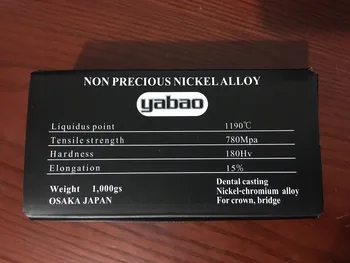 NON PRECIOUS NICKEL ALLOY
yabao
Liquidus point 1190℃
Tensile strength 780Mpa
Hardness 180Hv
Elongation 15%
Weight 1,000gs
OSAKA JAPAN
Dental casting
Nickel-chromium alloy
For crown, bridge